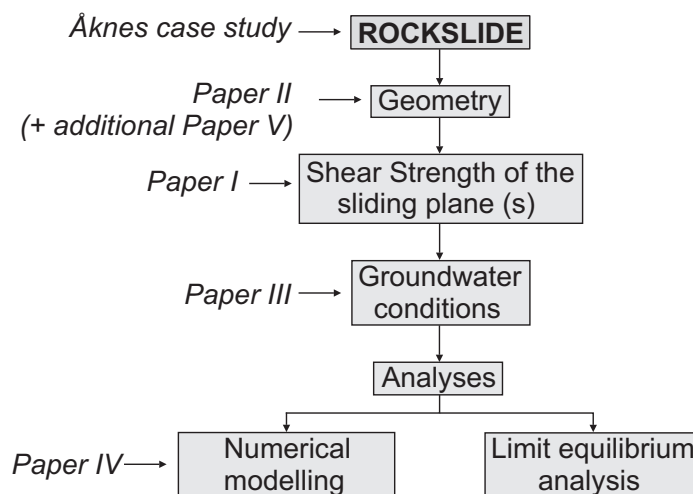 Åknes case study
ROCKSLIDE
Paper II
(+ additional Paper V)
Geometry
Paper I
Shear Strength of the
sliding plane (s)
Paper III
Groundwater
conditions
Analyses
Paper IV
Numerical
modelling
Limit equilibrium
analysis